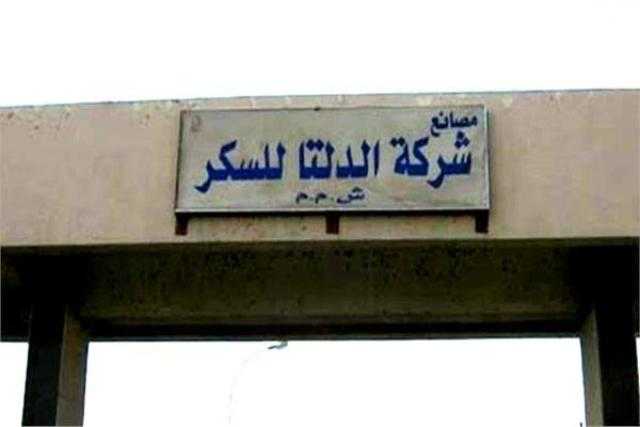 مصانع
شركة الدلتا للسكر
ش.م.م